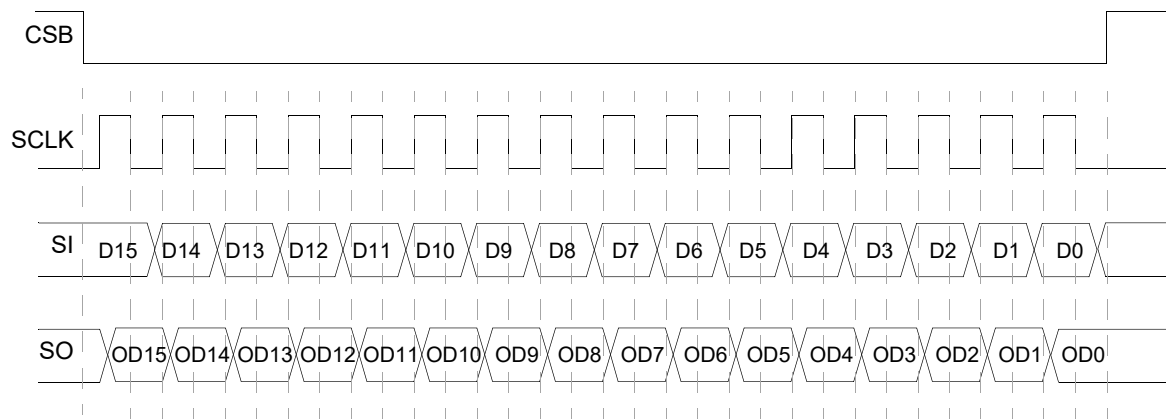 CSB
SCLK
SI D15 D14 D13 D12 D11 D10 D9 D8 D7 D6 D5 D4 D3 D2 D1 D0
SO OD15 OD14 OD13 OD12 OD11 OD10 OD9 OD8 OD7 OD6 OD5 OD4 OD3 OD2 OD1 OD0